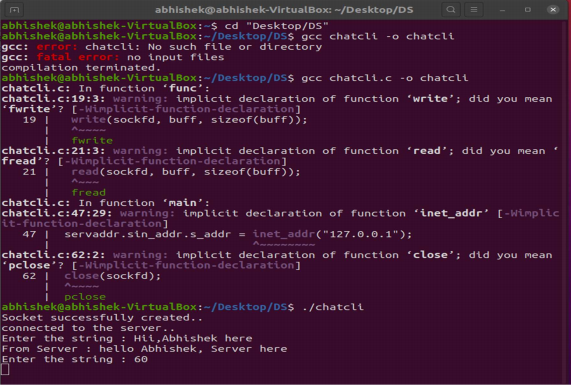 abhishek@abhishek-VirtualBox: ~/Desktop/DS
abhishek@abhishek-VirtualBox:~$ cd "Desktop/DS"
abhishek@abhishek-VirtualBox:~/Desktop/DS$ gcc chatcli -o chatcli
gcc: error: chatcli: No such file or directory
gcc: fatal error: no input files
compilation terminated.
abhishek@abhishek-VirtualBox:~/Desktop/DS$ gcc chatcli.c -o chatcli
chatcli.c: In function ‘func’:
chatcli.c:19:3: warning: implicit declaration of function ‘write’; did you mean
‘fwrite’? [-Wimplicit-function-declaration]
19 |   write(sockfd, buff, sizeof(buff));
|   ^~~~~
|   fwrite
chatcli.c:21:3: warning: implicit declaration of function ‘read’; did you mean ‘
fread’? [-Wimplicit-function-declaration]
21 |   read(sockfd, buff, sizeof(buff));
|   ^~~~
|   fread
chatcli.c: In function ‘main’:
chatcli.c:47:29: warning: implicit declaration of function ‘inet_addr’ [-Wimplic
it-function-declaration]
47 |  servaddr.sin_addr.s_addr = inet_addr("127.0.0.1");
|                             ^~~~~~~~~
chatcli.c:62:2: warning: implicit declaration of function ‘close’; did you mean
‘pclose’? [-Wimplicit-function-declaration]
62 |  close(sockfd);
|  ^~~~~
|  pclose
abhishek@abhishek-VirtualBox:~/Desktop/DS$ ./chatcli
Socket successfully created..
connected to the server..
Enter the string : Hii,Abhishek here
From Server : hello Abhishek, Server here
Enter the string : 60